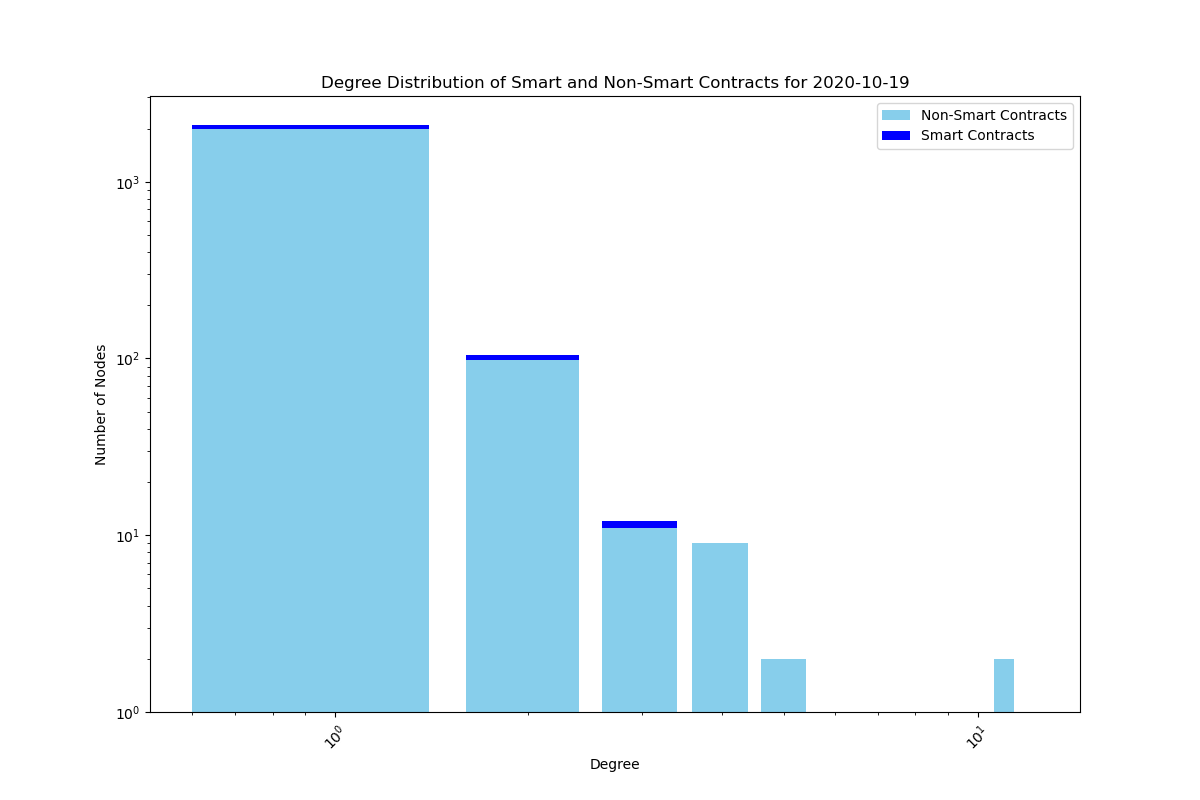 Degree Distribution of Smart and Non-Smart Contracts for 2020-10-19
Non-Smart Contracts
Smart Contracts
Number of Nodes
10³
10²
10¹
10⁰
10⁰
10¹
Degree